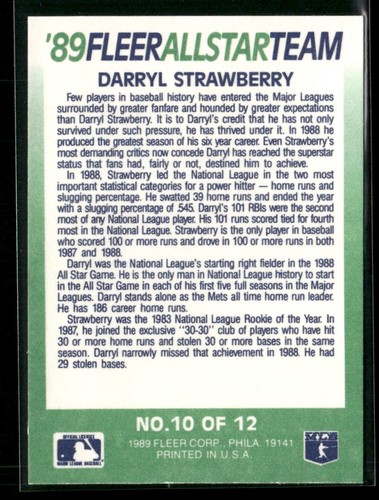 '89FLEERALLSTARTEAM
DARRYL STRAWBERRY
Few players in baseball history have entered the Major Leagues
surrounded by greater fanfare and hounded by greater expectations
than Darryl Strawberry. It is to Darryl's credit that he has not only
survived under such pressure, he has thrived under it. In 1988 he
produced the greatest season of his six year career. Even Strawberry's
most demanding critics now concede Darryl has reached the superstar
status that fans had, fairly or not, destined him to achieve.
In 1988, Strawberry led the National League in the two most
important statistical categories for a power hitter — home runs and
slugging percentage. He swatted 39 home runs and ended the year
with a slugging percentage of .545. Darryl's 101 RBIs were the second
most of any National League player. His 101 runs scored tied for fourth
most in the National League. Strawberry is the only player in baseball
who scored 100 or more runs and drove in 100 or more runs in both
1987 and 1988.
Darryl was the National League's starting right fielder in the 1988
All Star Game. He is the only man in National League history to start
in the All Star Game in each of his first five full seasons in the Major
Leagues. Darryl stands alone as the Mets all time home run leader.
He has 186 career home runs.
Strawberry was the 1983 National League Rookie of the Year. In
1987, he joined the exclusive "30-30" club of players who have hit
30 or more home runs and stolen 30 or more bases in the same
season. Darryl narrowly missed that achievement in 1988. He had
29 stolen bases.
NO. 10 OF 12
1989 FLEER CORP., PHILA. 19141
PRINTED IN U.S.A.
OFFICIAL LICENSEE
MAJOR LEAGUE BASEBALL